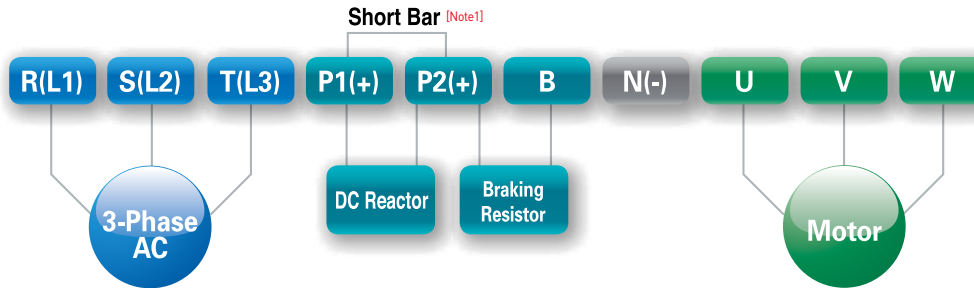 Short Bar [Note1]
R(L1) S(L2) T(L3) P1(+) P2(+) B N(-) U V W
3-Phase
AC
DC Reactor
Braking
Resistor
Motor